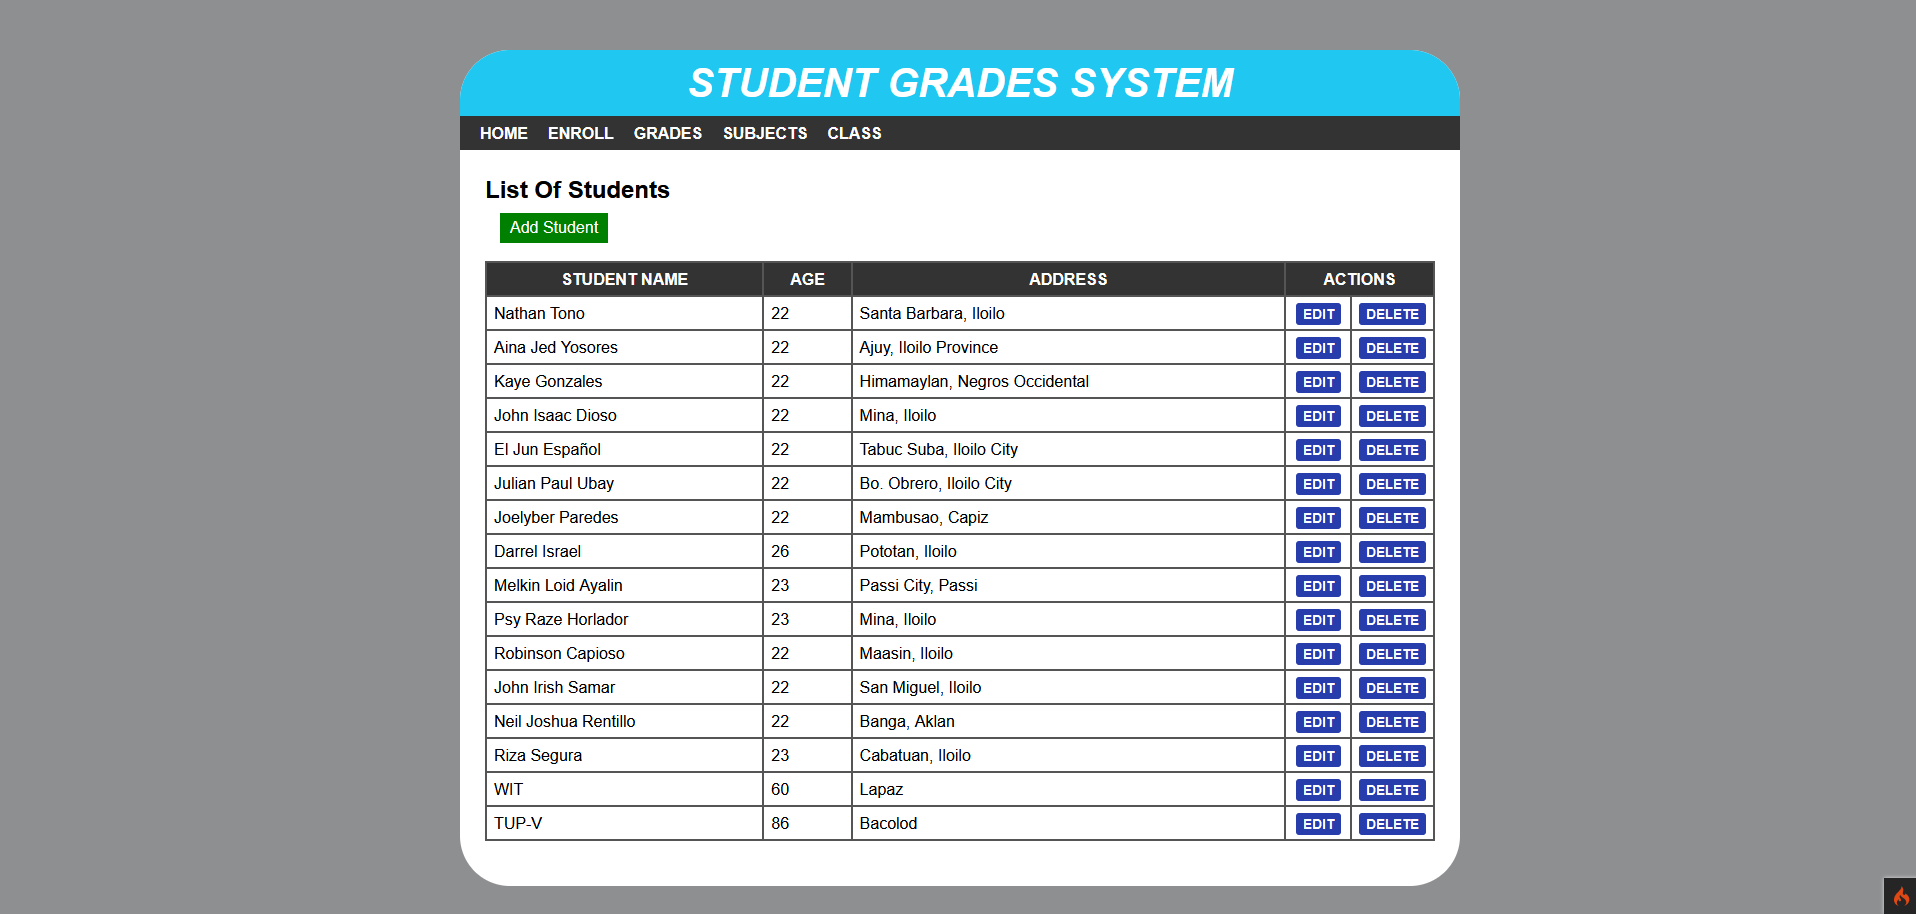 STUDENT GRADES SYSTEM
HOME ENROLL GRADES SUBJECTS CLASS
List Of Students
Add Student
STUDENT NAME AGE ADDRESS ACTIONS
Nathan Tono 22 Santa Barbara, Iloilo EDIT DELETE
Aina Jed Yosores 22 Ajuy, Iloilo Province EDIT DELETE
Kaye Gonzales 22 Himamaylan, Negros Occidental EDIT DELETE
John Isaac Dioso 22 Mina, Iloilo EDIT DELETE
El Jun Español 22 Tabuc Suba, Iloilo City EDIT DELETE
Julian Paul Ubay 22 Bo. Obrero, Iloilo City EDIT DELETE
Joelyber Paredes 22 Mambusao, Capiz EDIT DELETE
Darrel Israel 26 Pototan, Iloilo EDIT DELETE
Melkin Loid Ayalin 23 Passi City, Passi EDIT DELETE
Psy Raze Horlador 23 Mina, Iloilo EDIT DELETE
Robinson Capioso 22 Maasin, Iloilo EDIT DELETE
John Irish Samar 22 San Miguel, Iloilo EDIT DELETE
Neil Joshua Rentillo 22 Banga, Aklan EDIT DELETE
Riza Segura 23 Cabatuan, Iloilo EDIT DELETE
WIT 60 Lapaz EDIT DELETE
TUP-V 86 Bacolod EDIT DELETE